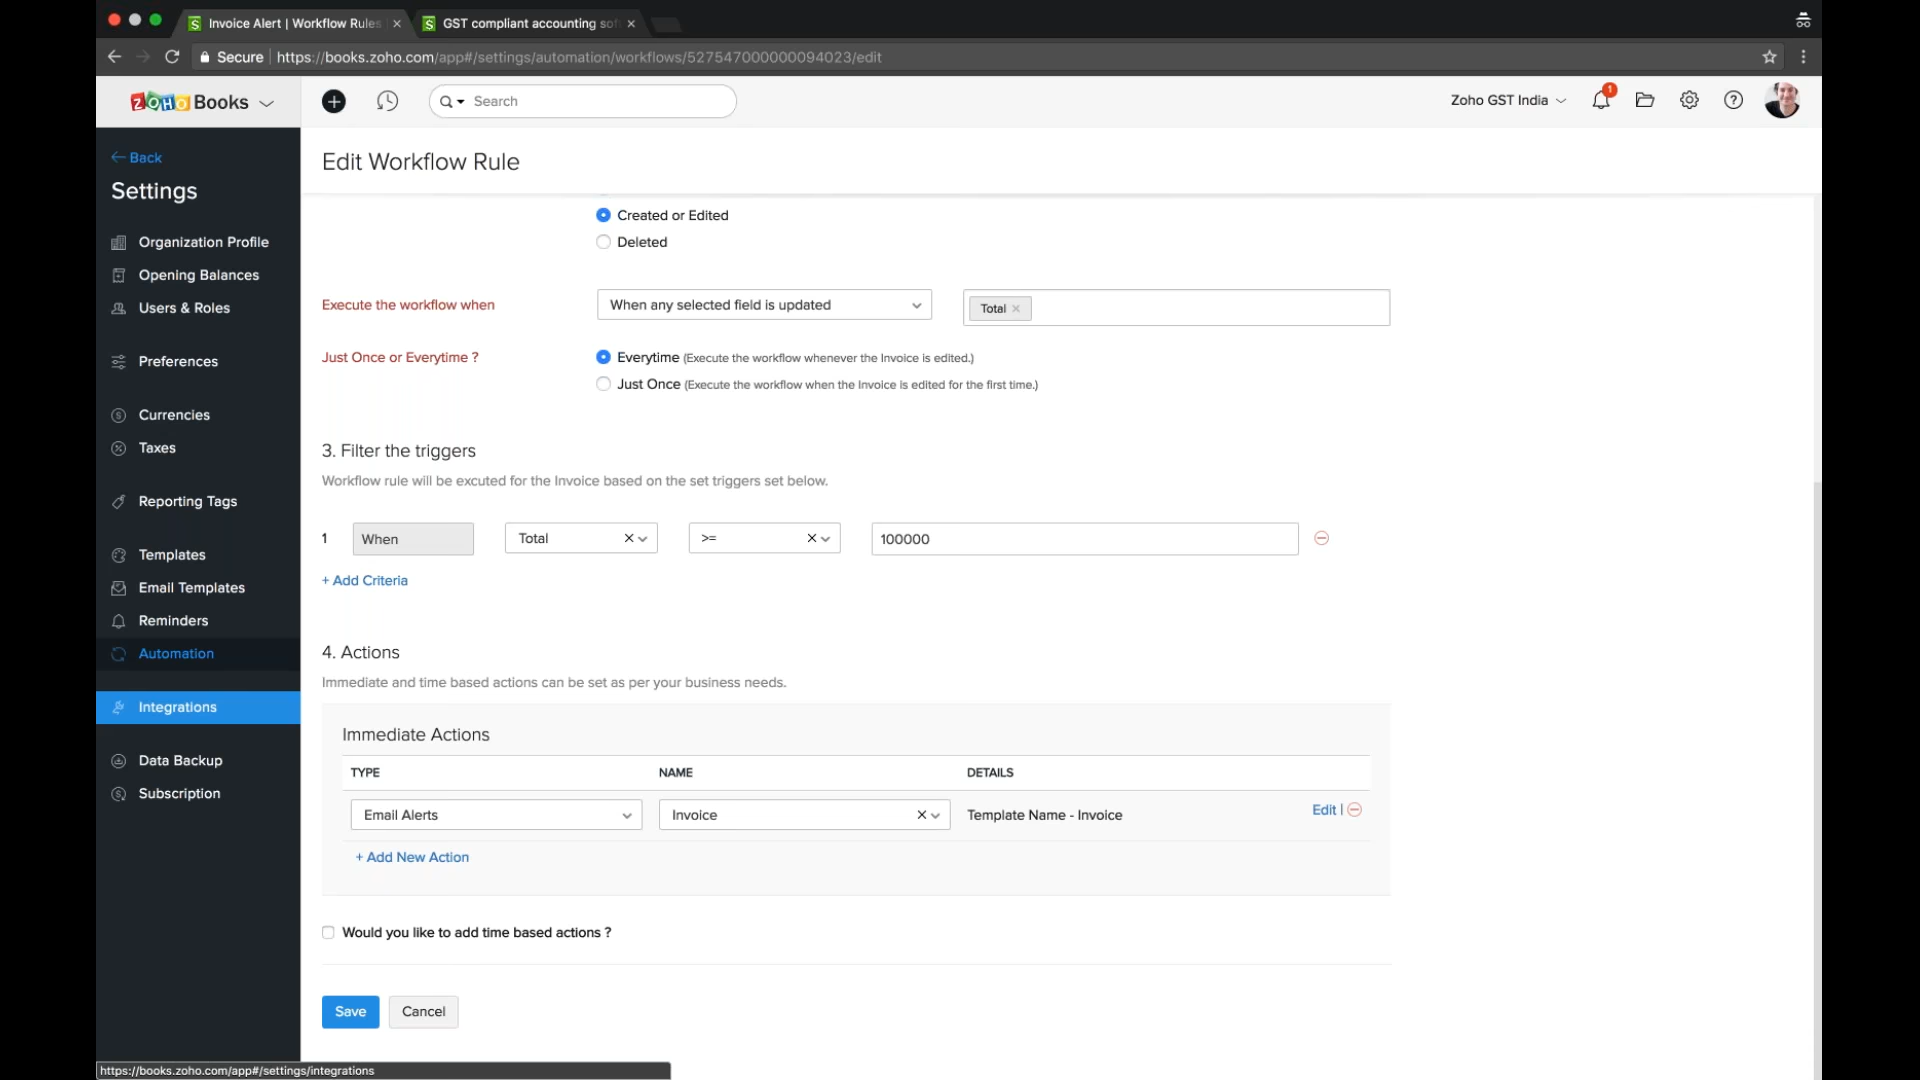 Invoice Alert | Workflow Rules
GST compliant accounting sof
Secure
https://books.zoho.com/app#/settings/automation/workflows/527547000000094023/edit
ZOHO Books
Search
Zoho GST India
1
Back
Settings
Organization Profile
Opening Balances
Users & Roles
Preferences
Currencies
Taxes
Reporting Tags
Templates
Email Templates
Reminders
Automation
Integrations
Data Backup
Subscription
Edit Workflow Rule
Created or Edited
Deleted
Execute the workflow when
When any selected field is updated
Total
Just Once or Everytime ?
Everytime (Execute the workflow whenever the Invoice is edited.)
Just Once (Execute the workflow when the Invoice is edited for the first time.)
3. Filter the triggers
Workflow rule will be excuted for the Invoice based on the set triggers set below.
1 When Total >= 100000
+ Add Criteria
4. Actions
Immediate and time based actions can be set as per your business needs.
Immediate Actions
TYPE NAME DETAILS
Email Alerts Invoice Template Name - Invoice Edit |
+ Add New Action
Would you like to add time based actions ?
Save Cancel
https://books.zoho.com/app#/settings/integrations